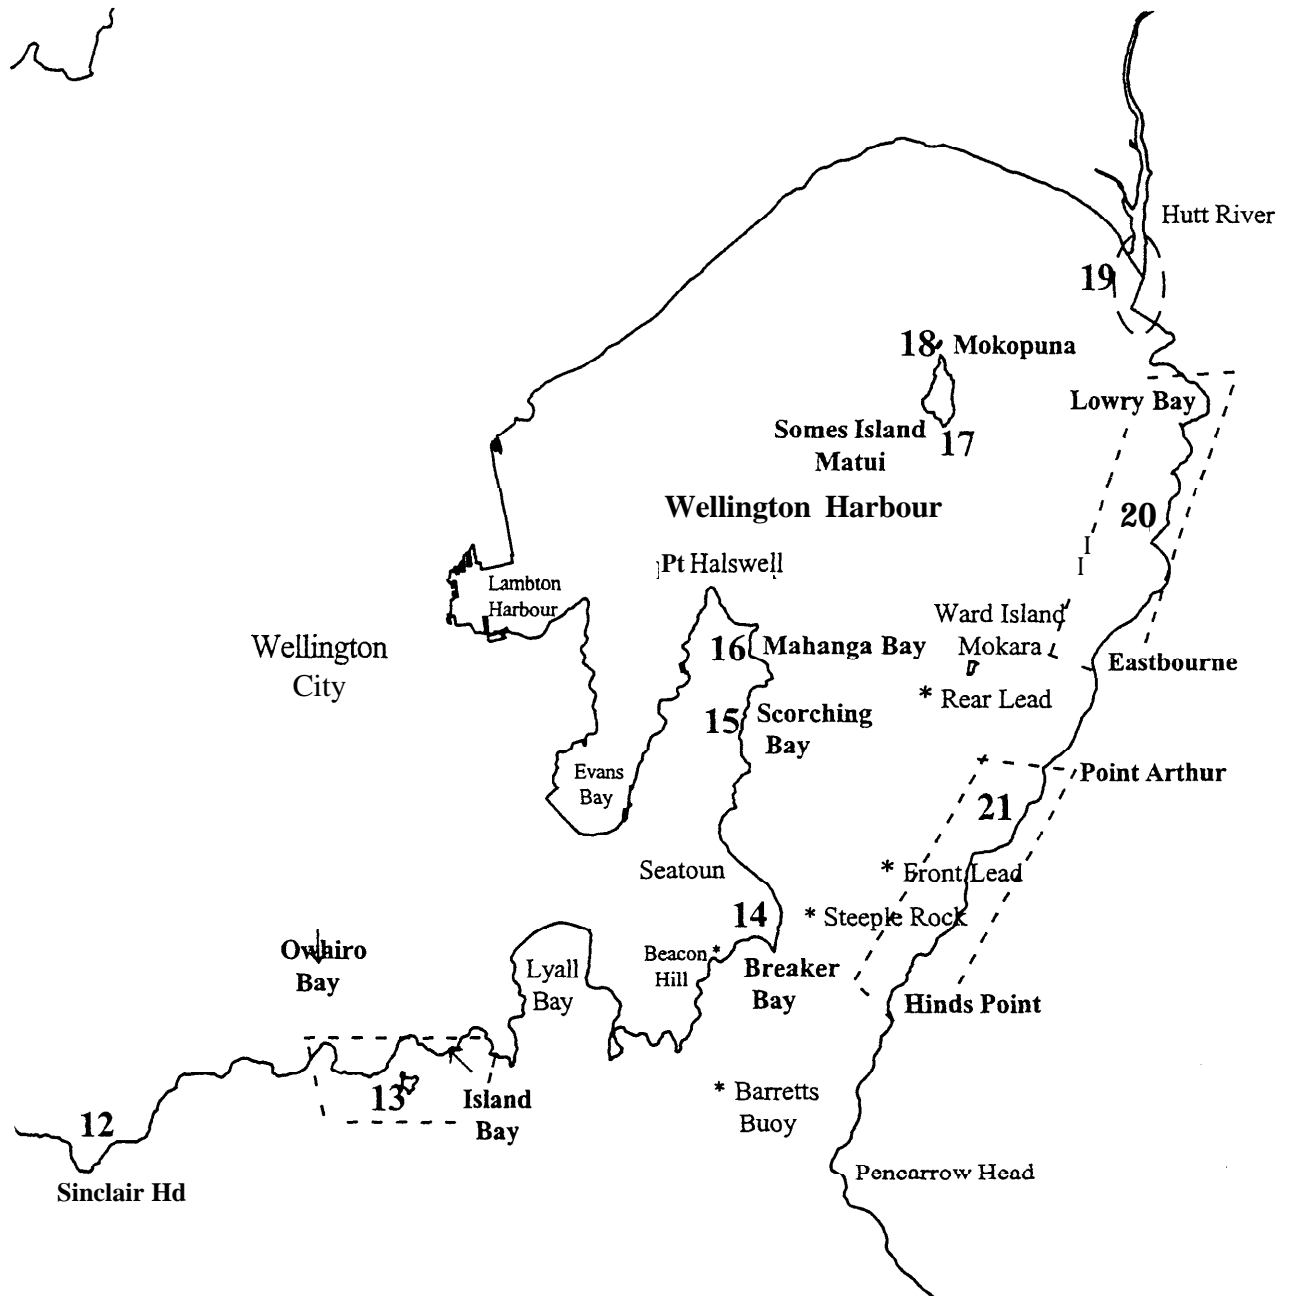 Hutt River
19
18 Mokopuna
Lowry Bay
Somes Island
Matui
17
Wellington Harbour
20
Pt Halswell
Lambton
Harbour
Ward Island
Mokara
Wellington
City
16
Mahanga Bay
Eastbourne
* Rear Lead
15
Scorching
Bay
Evans
Bay
Point Arthur
21
Seatoun
* Front Lead
14
* Steeple Rock
Owhiro
Bay
Lyall
Bay
Beacon *
Hill
Breaker
Bay
Hinds Point
13
Island
Bay
* Barretts
Buoy
12
Sinclair Hd
Pencarrow Head